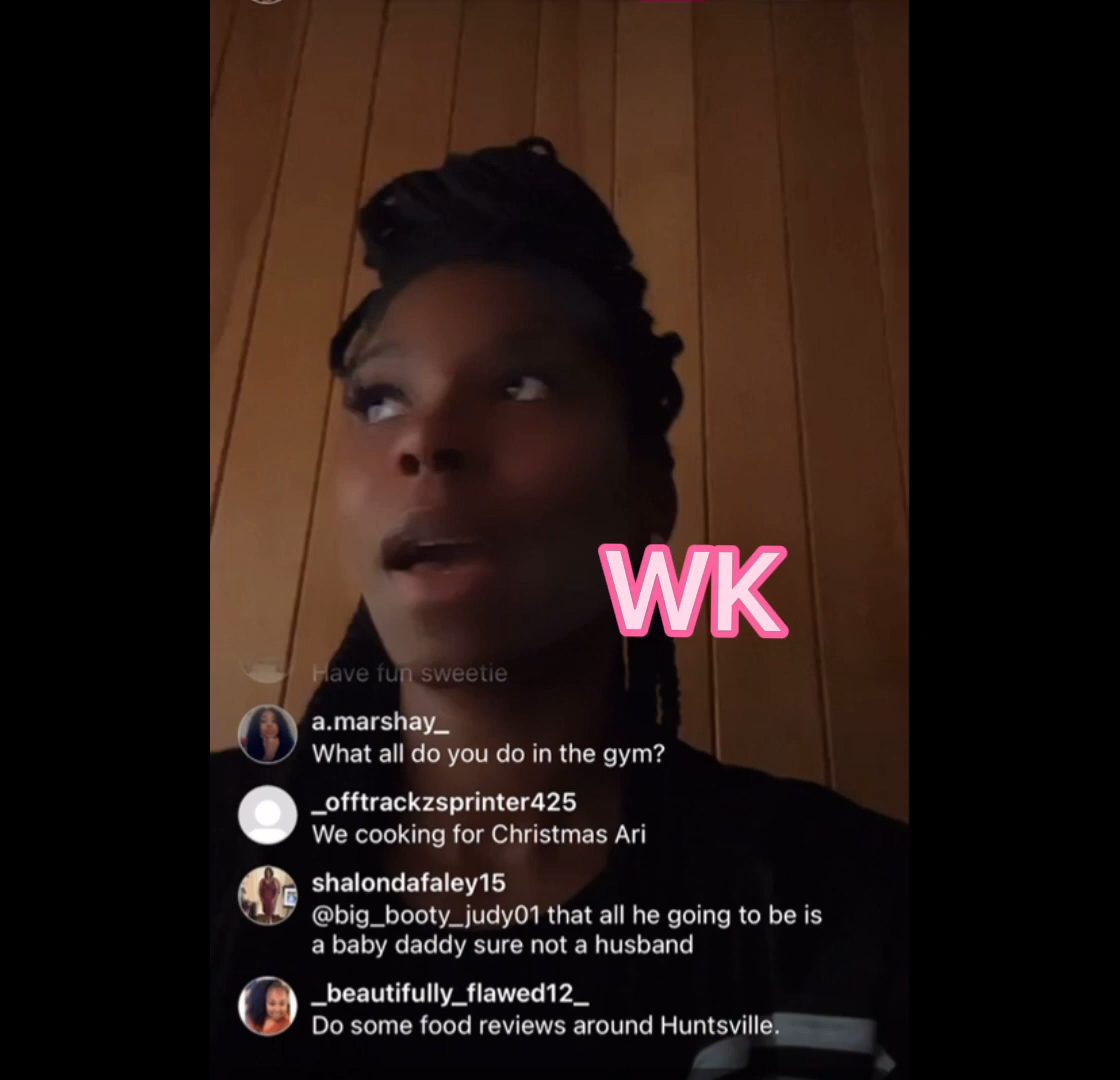 WK
Have fun sweetie
a.marshay_
What all do you do in the gym?
_offtrackzsprinter425
We cooking for Christmas Ari
shalondafaley15
@big_booty_judy01 that all he going to be is
a baby daddy sure not a husband
_beautifully_flawed12_
Do some food reviews around Huntsville.